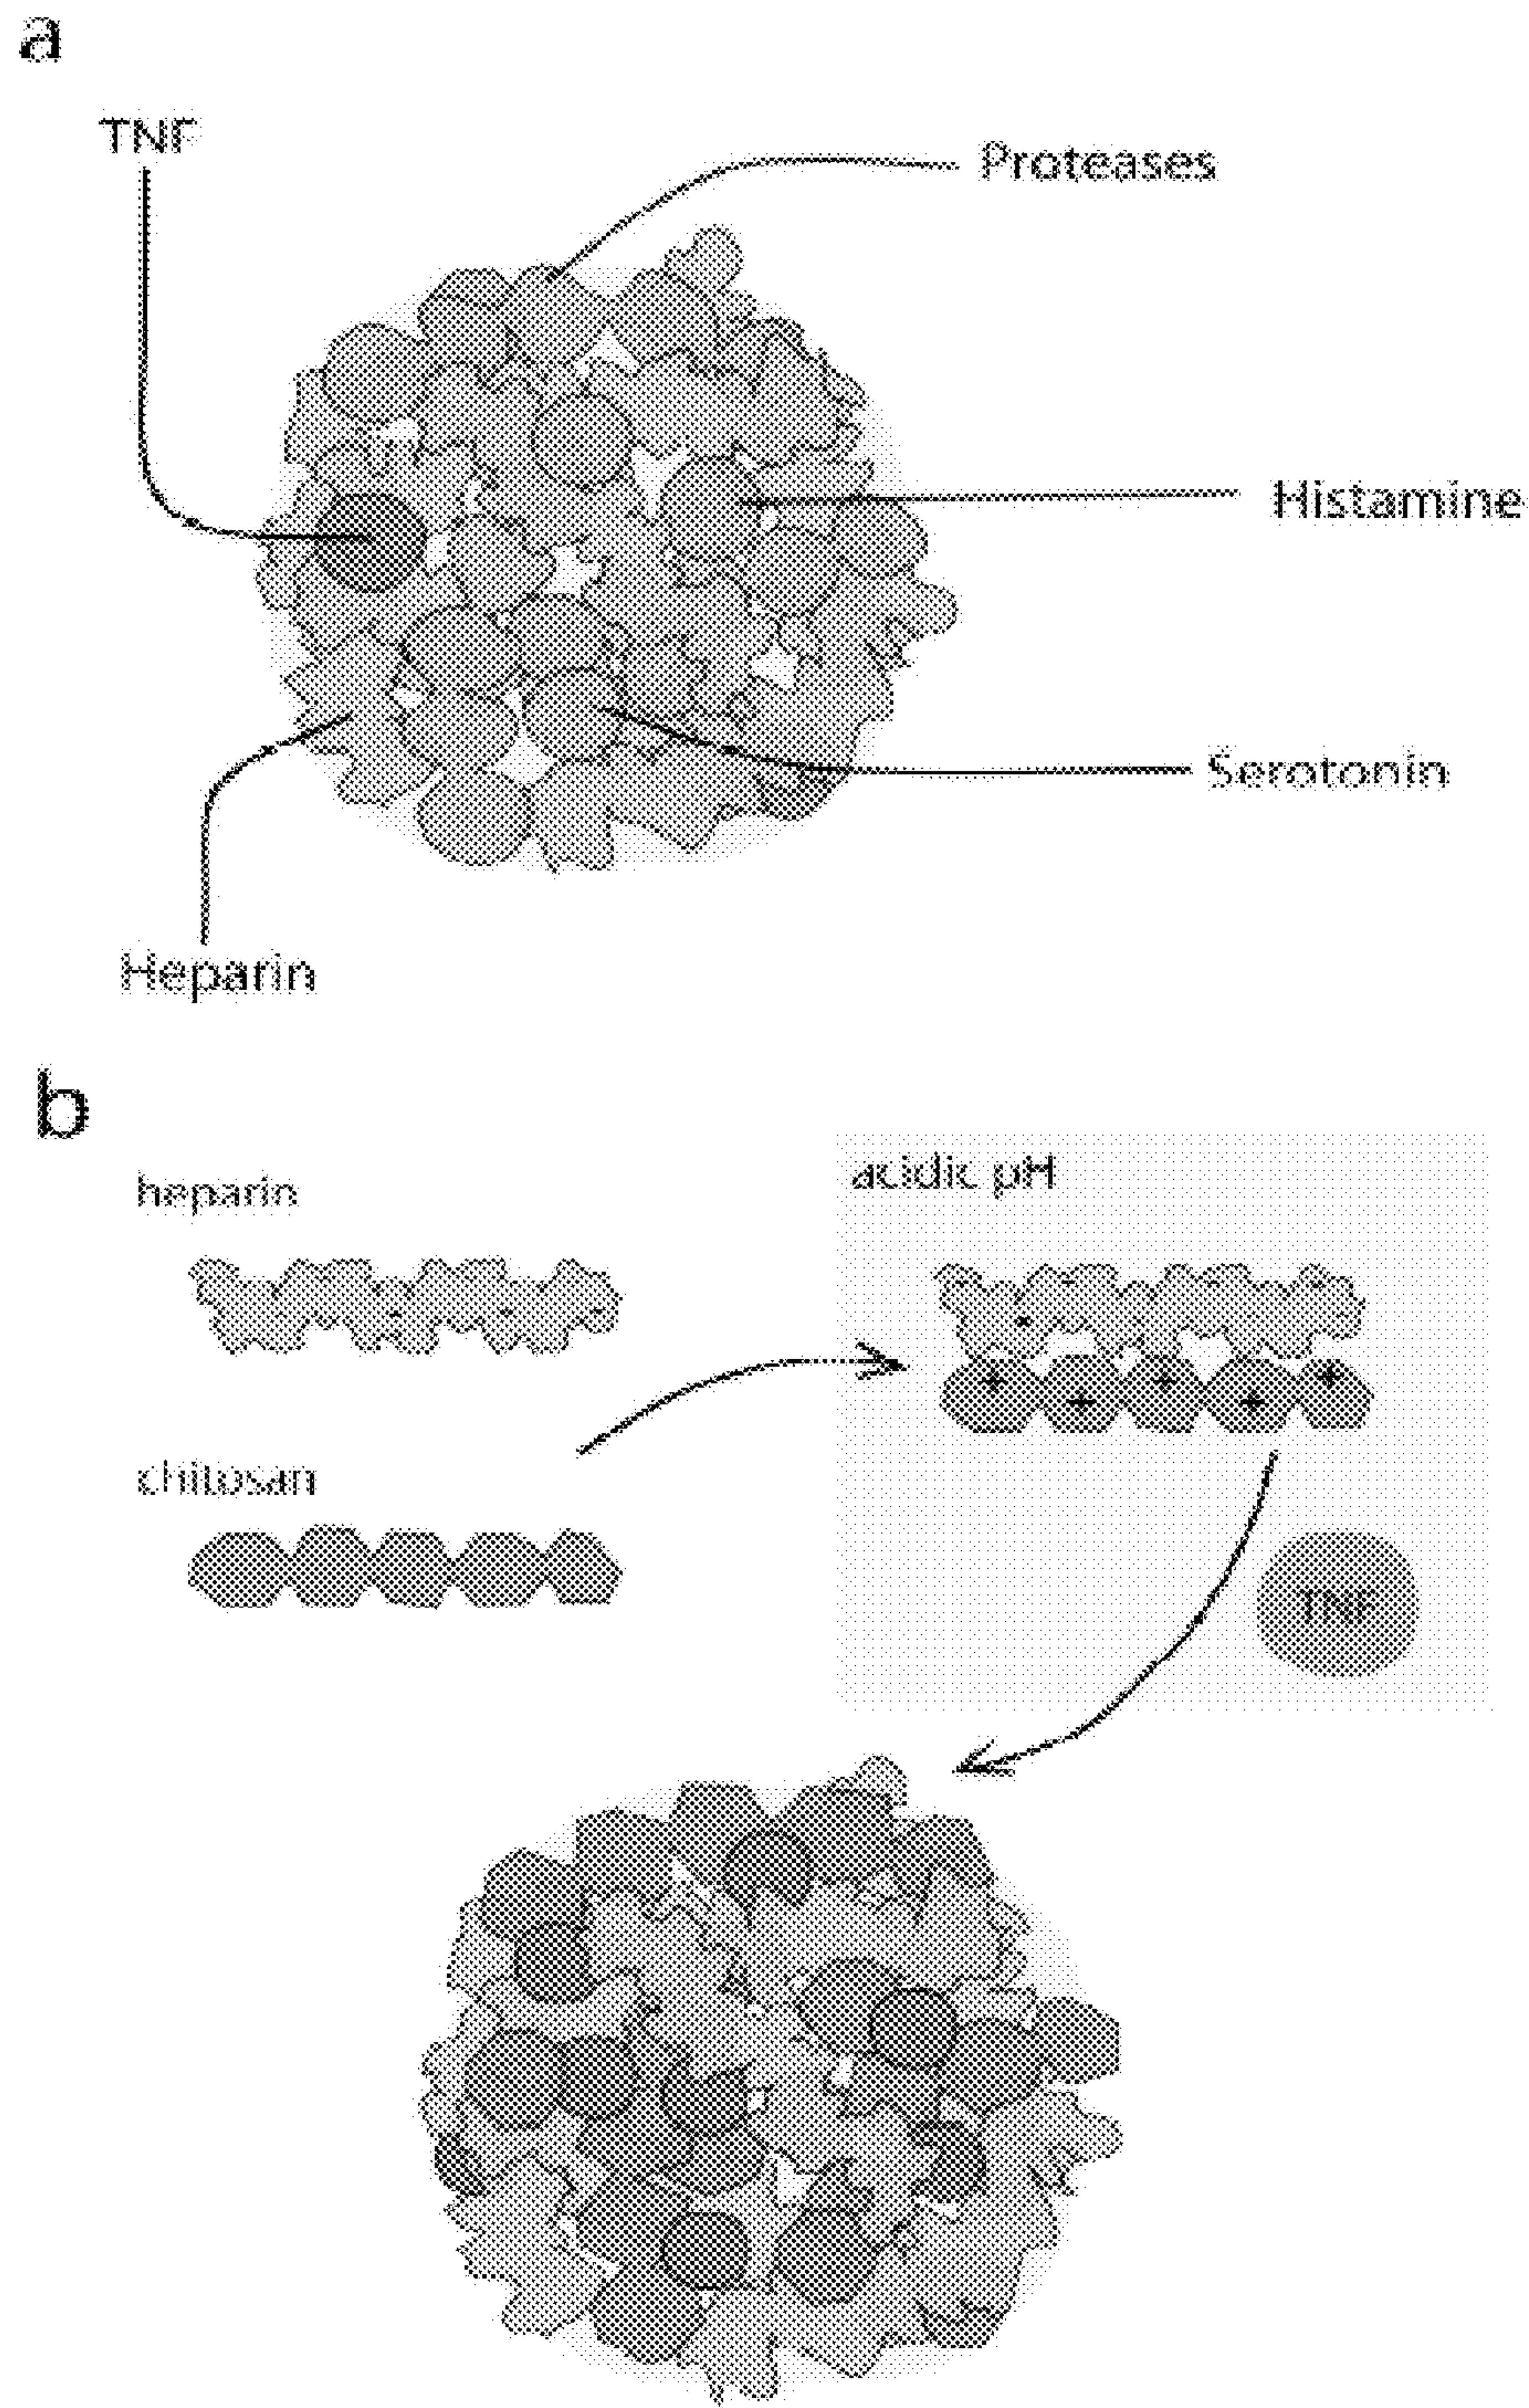 a
TNF
Proteases
Histamine
Serotonin
Heparin
b
heparin
acidic pH
+ + + + +
chitosan
TNF